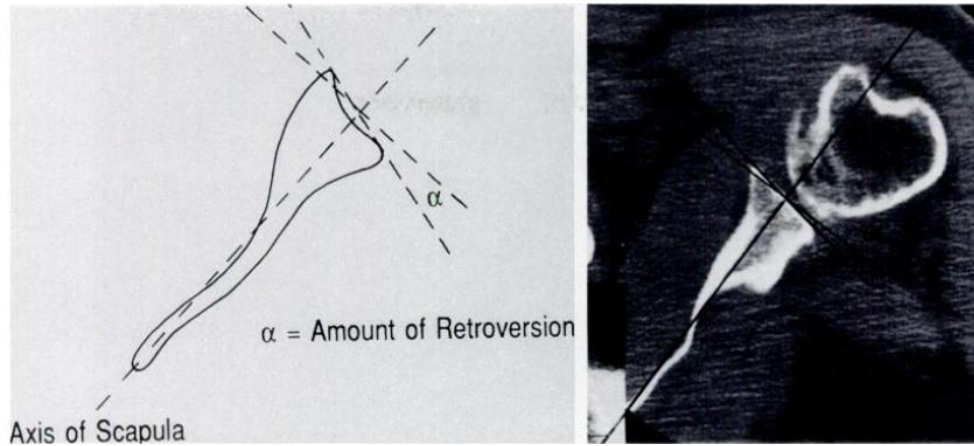 α
α = Amount of Retroversion
Axis of Scapula